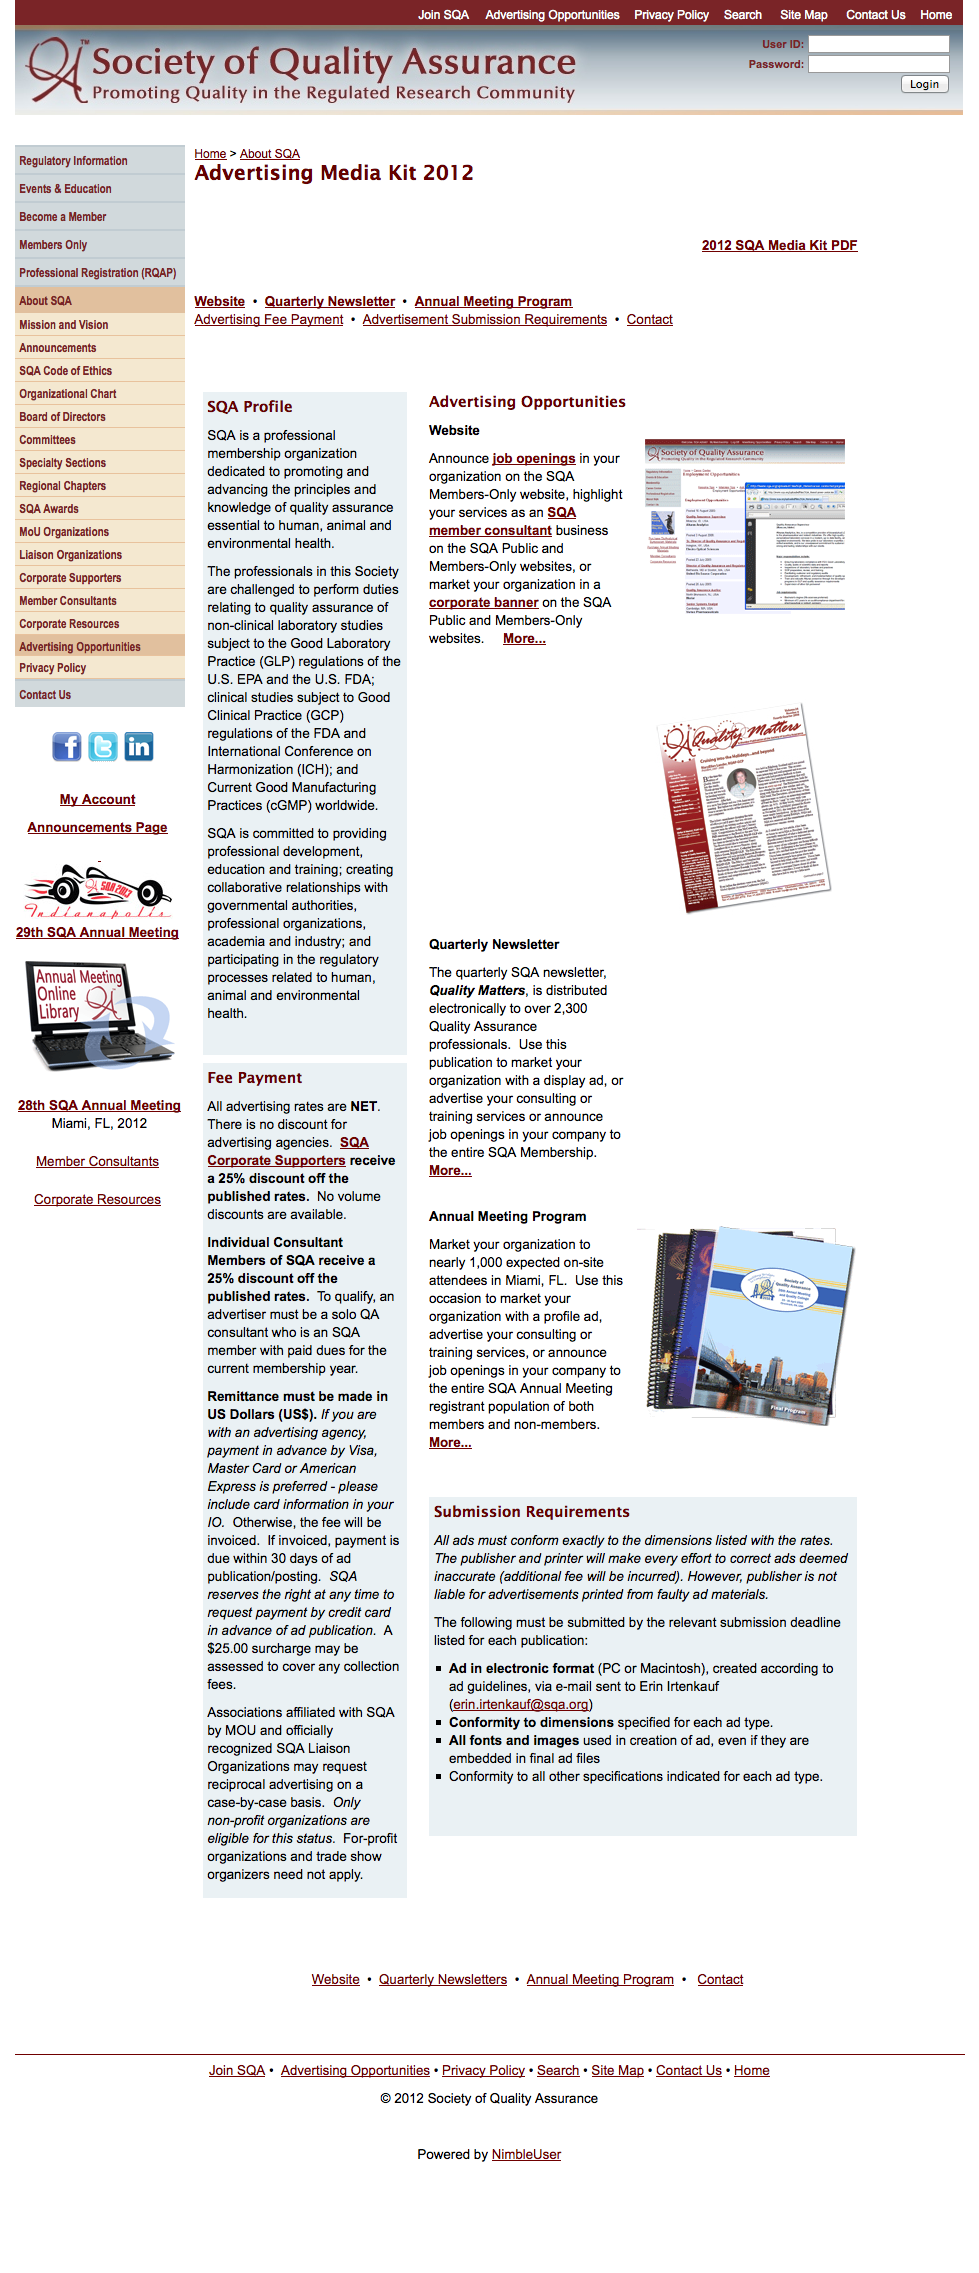 Join SQA Advertising Opportunities Privacy Policy Search Site Map Contact Us Home
QA™ Society of Quality Assurance
Promoting Quality in the Regulated Research Community
User ID:
Password:
Login
Regulatory Information
Events & Education
Become a Member
Members Only
Professional Registration (RQAP)
About SQA
Mission and Vision
Announcements
SQA Code of Ethics
Organizational Chart
Board of Directors
Committees
Specialty Sections
Regional Chapters
SQA Awards
MoU Organizations
Liaison Organizations
Corporate Supporters
Member Consultants
Corporate Resources
Advertising Opportunities
Privacy Policy
Contact Us
My Account
Announcements Page
QA SQA 2013
Indianapolis
29th SQA Annual Meeting
Annual Meeting
Online
Library QA
28th SQA Annual Meeting
Miami, FL, 2012
Member Consultants
Corporate Resources
Home > About SQA
Advertising Media Kit 2012
2012 SQA Media Kit PDF
Website • Quarterly Newsletter • Annual Meeting Program
Advertising Fee Payment • Advertisement Submission Requirements • Contact
SQA Profile
SQA is a professional
membership organization
dedicated to promoting and
advancing the principles and
knowledge of quality assurance
essential to human, animal and
environmental health.
The professionals in this Society
are challenged to perform duties
relating to quality assurance of
non-clinical laboratory studies
subject to the Good Laboratory
Practice (GLP) regulations of the
U.S. EPA and the U.S. FDA;
clinical studies subject to Good
Clinical Practice (GCP)
regulations of the FDA and
International Conference on
Harmonization (ICH); and
Current Good Manufacturing
Practices (cGMP) worldwide.
SQA is committed to providing
professional development,
education and training; creating
collaborative relationships with
governmental authorities,
professional organizations,
academia and industry; and
participating in the regulatory
processes related to human,
animal and environmental
health.
Fee Payment
All advertising rates are NET.
There is no discount for
advertising agencies. SQA
Corporate Supporters receive
a 25% discount off the
published rates. No volume
discounts are available.
Individual Consultant
Members of SQA receive a
25% discount off the
published rates. To qualify, an
advertiser must be a solo QA
consultant who is an SQA
member with paid dues for the
current membership year.
Remittance must be made in
US Dollars (US$). If you are
with an advertising agency,
payment in advance by Visa,
Master Card or American
Express is preferred - please
include card information in your
IO. Otherwise, the fee will be
invoiced. If invoiced, payment is
due within 30 days of ad
publication/posting. SQA
reserves the right at any time to
request payment by credit card
in advance of ad publication. A
$25.00 surcharge may be
assessed to cover any collection
fees.
Associations affiliated with SQA
by MOU and officially
recognized SQA Liaison
Organizations may request
reciprocal advertising on a
case-by-case basis. Only
non-profit organizations are
eligible for this status. For-profit
organizations and trade show
organizers need not apply.
Advertising Opportunities
Website
Announce job openings in your
organization on the SQA
Members-Only website, highlight
your services as an SQA
member consultant business
on the SQA Public and
Members-Only websites, or
market your organization in a
corporate banner on the SQA
Public and Members-Only
websites. More...
Society of Quality Assurance
QA Quality Matters
Quarterly Newsletter
The quarterly SQA newsletter,
Quality Matters, is distributed
electronically to over 2,300
Quality Assurance
professionals. Use this
publication to market your
organization with a display ad, or
advertise your consulting or
training services or announce
job openings in your company to
the entire SQA Membership.
More...
Annual Meeting Program
Market your organization to
nearly 1,000 expected on-site
attendees in Miami, FL. Use this
occasion to market your
organization with a profile ad,
advertise your consulting or
training services, or announce
job openings in your company to
the entire SQA Annual Meeting
registrant population of both
members and non-members.
More...
Society of
Quality Assurance
Final Program
Submission Requirements
All ads must conform exactly to the dimensions listed with the rates.
The publisher and printer will make every effort to correct ads deemed
inaccurate (additional fee will be incurred). However, publisher is not
liable for advertisements printed from faulty ad materials.
The following must be submitted by the relevant submission deadline
listed for each publication:
▪ Ad in electronic format (PC or Macintosh), created according to
ad guidelines, via e-mail sent to Erin Irtenkauf
(erin.irtenkauf@sqa.org)
▪ Conformity to dimensions specified for each ad type.
▪ All fonts and images used in creation of ad, even if they are
embedded in final ad files
▪ Conformity to all other specifications indicated for each ad type.
Website • Quarterly Newsletters • Annual Meeting Program • Contact
Join SQA • Advertising Opportunities • Privacy Policy • Search • Site Map • Contact Us • Home
© 2012 Society of Quality Assurance
Powered by NimbleUser